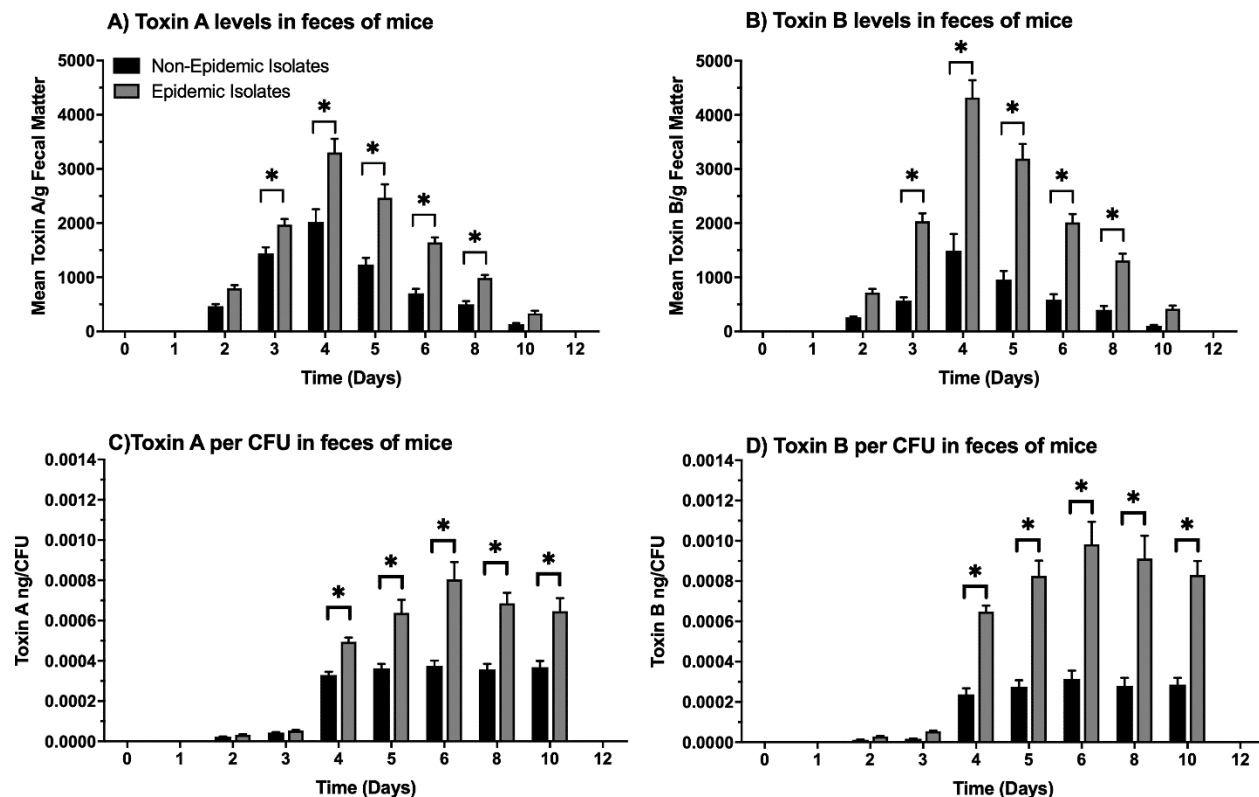 A) Toxin A levels in feces of mice
Mean Toxin A/g Fecal Matter
5000
4000
3000
2000
1000
0
Non-Epidemic Isolates
Epidemic Isolates
* * * * *
0 1 2 3 4 5 6 8 10 12
Time (Days)
B) Toxin B levels in feces of mice
Mean Toxin B/g Fecal Matter
5000
4000
3000
2000
1000
0
* * * * *
0 1 2 3 4 5 6 8 10 12
Time (Days)
C)Toxin A per CFU in feces of mice
Toxin A ng/CFU
0.0014
0.0012
0.0010
0.0008
0.0006
0.0004
0.0002
0.0000
* * * * *
0 1 2 3 4 5 6 8 10 12
Time (Days)
D) Toxin B per CFU in feces of mice
Toxin B ng/CFU
0.0014
0.0012
0.0010
0.0008
0.0006
0.0004
0.0002
0.0000
* * * * *
0 1 2 3 4 5 6 8 10 12
Time (Days)